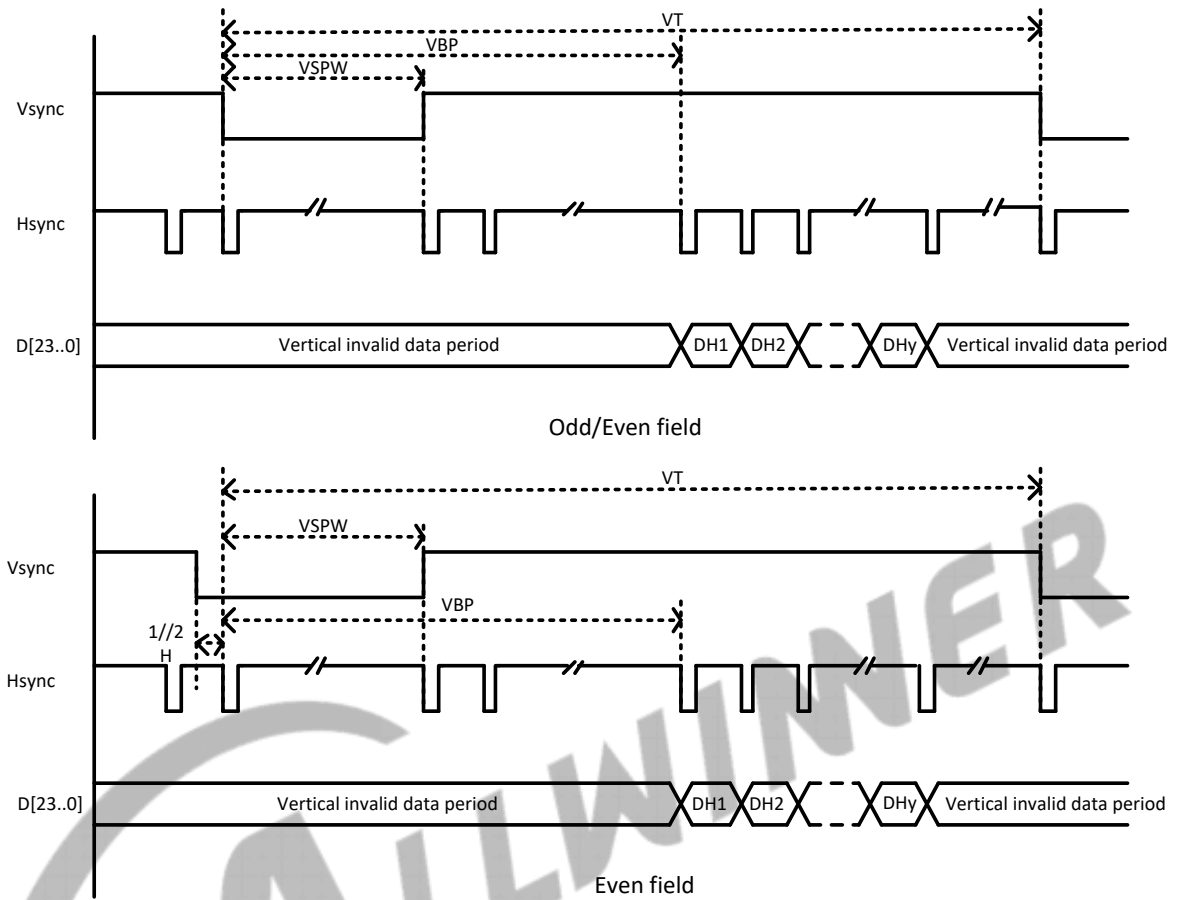 VT
VBP
VSPW
Vsync
Hsync
D[23..0] Vertical invalid data period DH1 DH2 DHy Vertical invalid data period
Odd/Even field
VT
VSPW
Vsync
VBP
1//2
H
Hsync
D[23..0] Vertical invalid data period DH1 DH2 DHy Vertical invalid data period
Even field
ALLWINNER